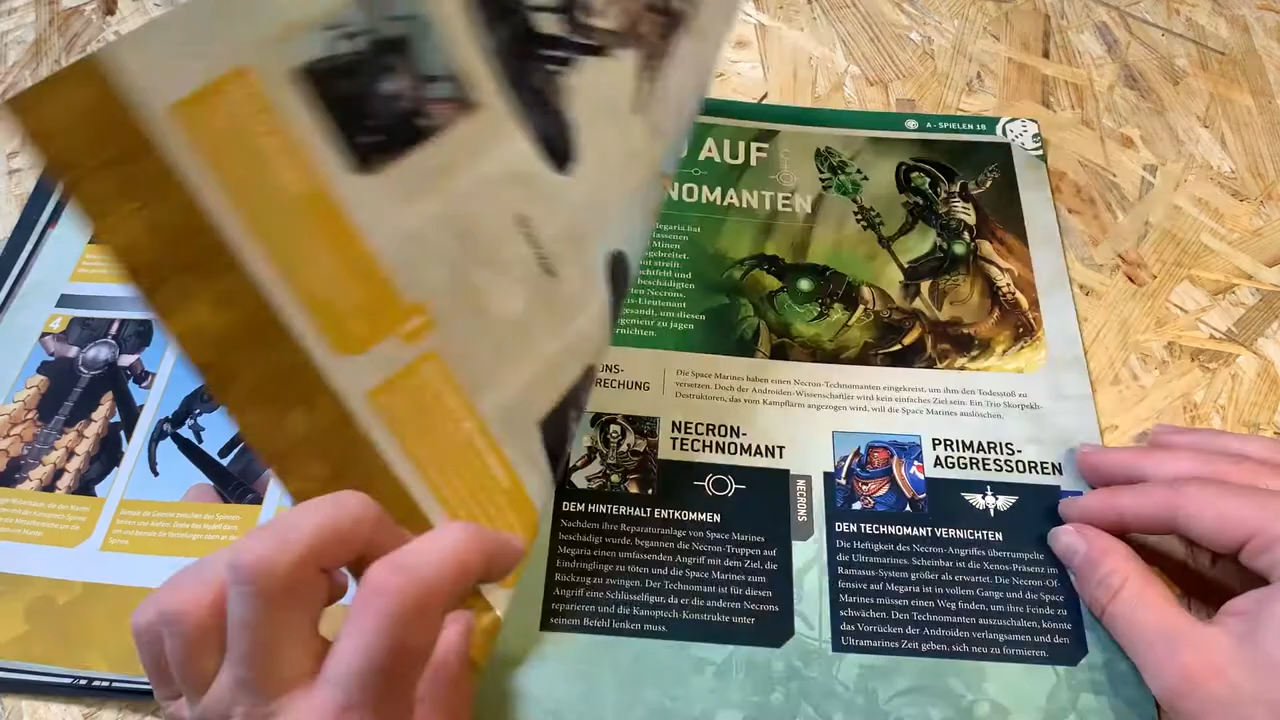 A - SPIELEN 18
AUF
NOMANTEN
legaria hat
lassenen
Minen
gebreitet.
streift
chtfeld und
beschädigten
ten Necrons.
is-Lieutenant
gesandt, um diesen
genieur zu jagen
ernichten.
ONS-
RECHUNG
Die Space Marines haben einen Necron-Technomanten eingekreist, um ihm den Todesstoß zu
versetzen. Doch der Androiden-Wissenschaftler wird kein einfaches Ziel sein. Ein Trio Skorpekh-
Destruktoren, das vom Kampflärm angezogen wird, will die Space Marines auslöschen.
NECRON-
TECHNOMANT
NECRONS
DEM HINTERHALT ENTKOMMEN
Nachdem ihre Reparaturanlage von Space Marines
beschädigt wurde, begannen die Necron-Truppen auf
Megaria einen umfassenden Angriff mit dem Ziel, die
Eindringlinge zu töten und die Space Marines zum
Rückzug zu zwingen. Der Technomant ist für diesen
Angriff eine Schlüsselfigur, da er die anderen Necrons
reparieren und die Kanoptech-Konstrukte unter
seinem Befehl lenken muss.
PRIMARIS-
AGGRESSOREN
DEN TECHNOMANT VERNICHTEN
Die Heftigkeit des Necron-Angriffes überrumpelte
die Ultramarines. Scheinbar ist die Xenos-Präsenz im
Ramasus-System größer als erwartet. Die Necron-Of-
fensive auf Megaria ist in vollem Gange und die Space
Marines müssen einen Weg finden, um ihre Feinde zu
schwächen. Den Technomanten auszuschalten, könnte
das Vorrücken der Androiden verlangsamen und den
Ultramarines Zeit geben, sich neu zu formieren.
4